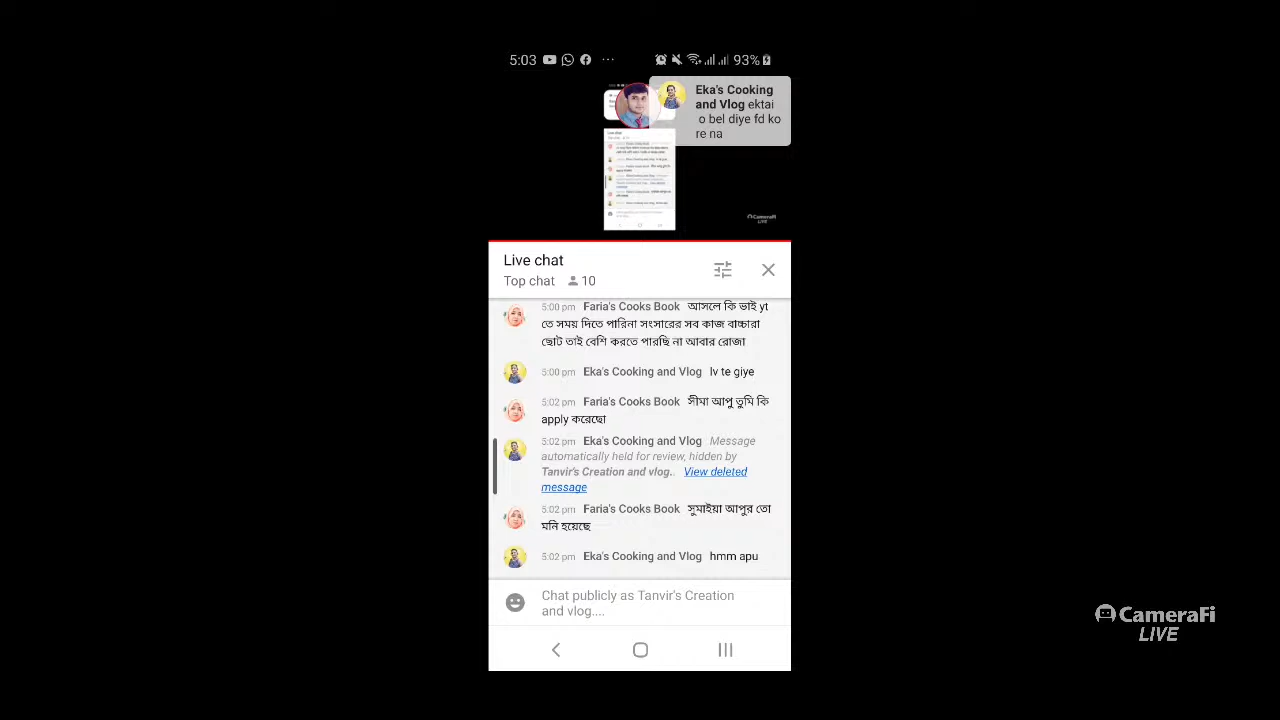 5:03 93%
Eka's Cooking
and Vlog ektai
o bel diye fd ko
re na
CameraFi
LIVE
Live chat
Top chat 10
5:00 pm Faria's Cooks Book আসলে কি ভাই yt
তে সময় দিতে পারিনা সংসারের সব কাজ বাচ্চারা
ছোট তাই বেশি করতে পারছি না আবার রোজা
5:00 pm Eka's Cooking and Vlog lv te giye
5:02 pm Faria's Cooks Book সীমা আপু তুমি কি
apply করেছো
5:02 pm Eka's Cooking and Vlog Message
automatically held for review, hidden by
Tanvir's Creation and vlog.. View deleted
message
5:02 pm Faria's Cooks Book সুমাইয়া আপুর তো
মনি হয়েছে
5:02 pm Eka's Cooking and Vlog hmm apu
Chat publicly as Tanvir's Creation
and vlog....
CameraFi
LIVE